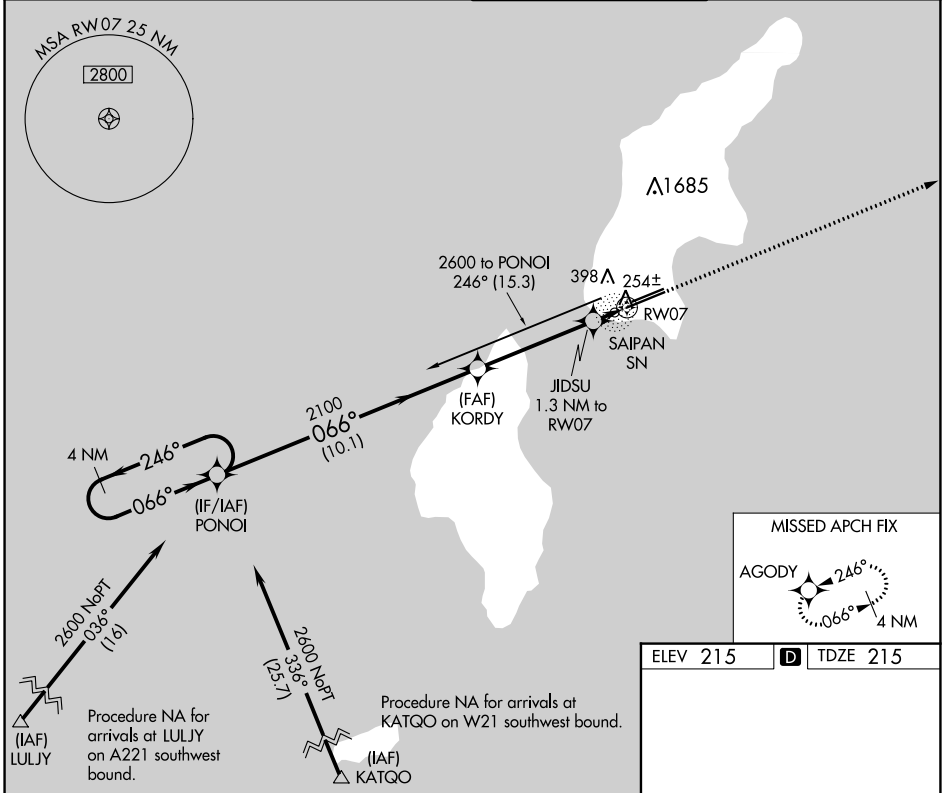 MSA RW07 25 NM
2800
1685
2600 to PONOI
246° (15.3)
398
254±
RW07
SAIPAN
SN
JIDSU
1.3 NM to
RW07
(FAF)
KORDY
2100
066°
(10.1)
4 NM
246°
066°
(IF/IAF)
PONOI
MISSED APCH FIX
AGODY
246°
066°
4 NM
2600 NoPT
036°
(16)
2600 NoPT
336°
(25.7)
ELEV 215
D
TDZE 215
(IAF)
LULJY
Procedure NA for
arrivals at LULJY
on A221 southwest
bound.
Procedure NA for arrivals at
KATQO on W21 southwest bound.
(IAF)
KATQO